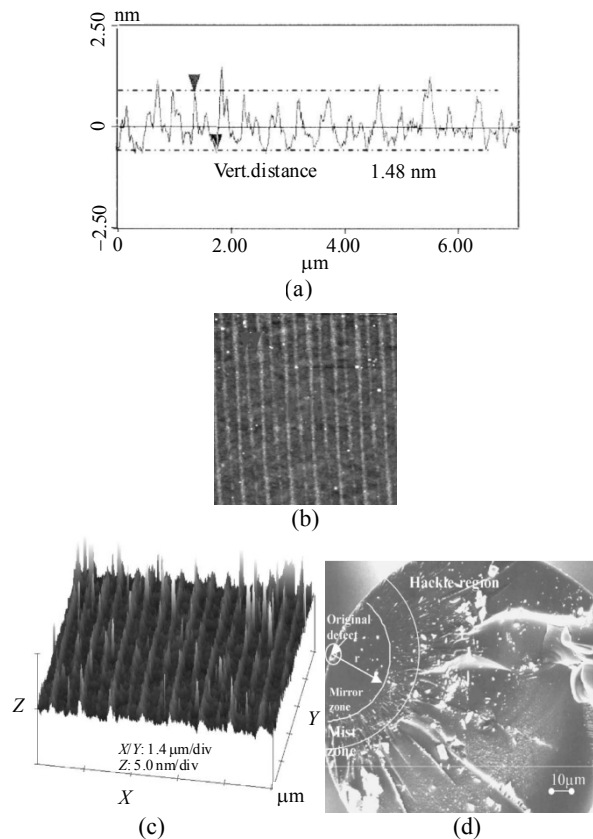 nm
2.50
0
−2.50
Vert.distance 1.48 nm
0 2.00 4.00 6.00
μm
(a)
(b)
Z
X/Y: 1.4 μm/div
Z: 5.0 nm/div
X
Y
μm
(c)
Hackle region
Original
defect
r
Mirror
zone
Mist
zone
10μm
(d)